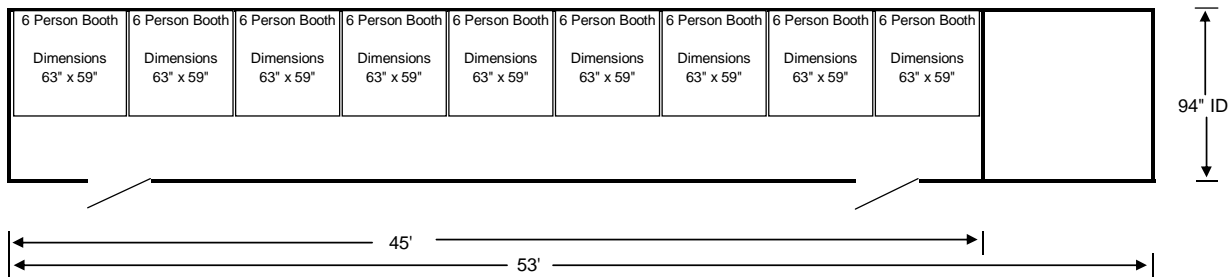 6 Person Booth
Dimensions
63" x 59"
6 Person Booth
Dimensions
63" x 59"
6 Person Booth
Dimensions
63" x 59"
6 Person Booth
Dimensions
63" x 59"
6 Person Booth
Dimensions
63" x 59"
6 Person Booth
Dimensions
63" x 59"
6 Person Booth
Dimensions
63" x 59"
6 Person Booth
Dimensions
63" x 59"
6 Person Booth
Dimensions
63" x 59"
94" ID
45'
53'